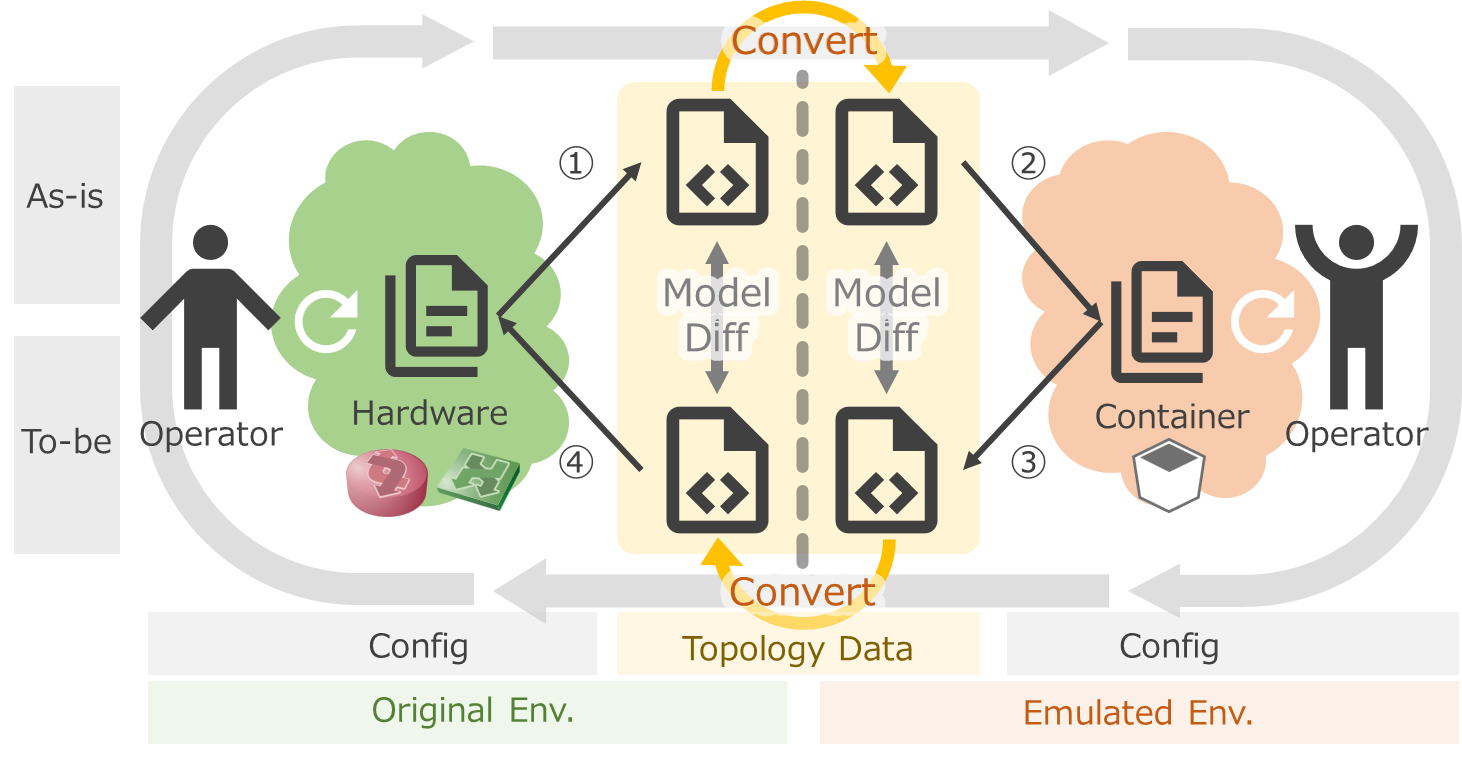 Convert
As-is
①
②
Model
Diff
Model
Diff
Hardware
Container
Operator
Operator
To-be
④
③
Convert
Config
Topology Data
Config
Original Env.
Emulated Env.